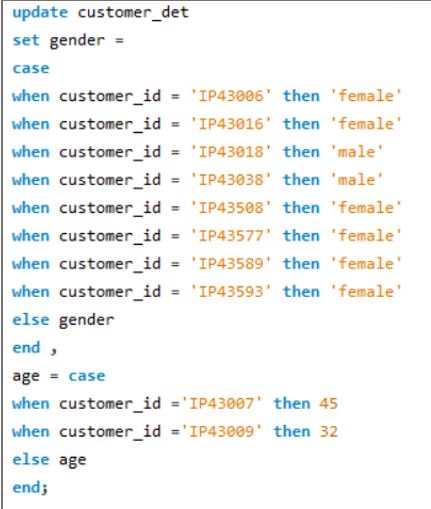 update customer_det
set gender =
case
when customer_id = 'IP43006' then 'female'
when customer_id = 'IP43016' then 'female'
when customer_id = 'IP43018' then 'male'
when customer_id = 'IP43038' then 'male'
when customer_id = 'IP43508' then 'female'
when customer_id = 'IP43577' then 'female'
when customer_id = 'IP43589' then 'female'
when customer_id = 'IP43593' then 'female'
else gender
end ,
age = case
when customer_id ='IP43007' then 45
when customer_id ='IP43009' then 32
else age
end;